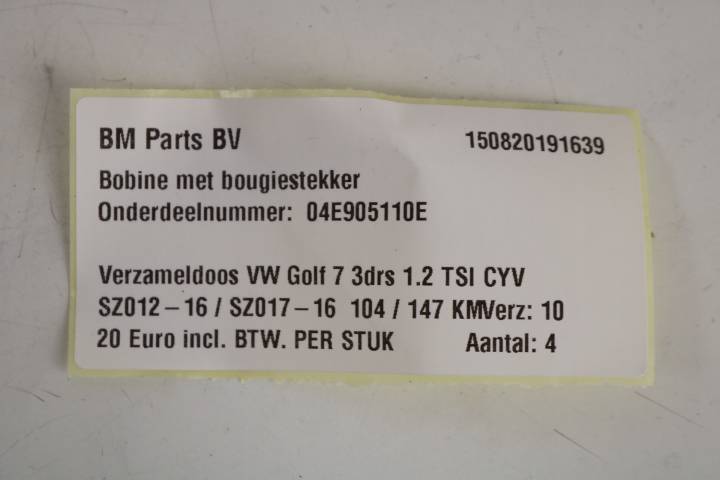 BM Parts BV 150820191639
Bobine met bougiestekker
Onderdeelnummer: 04E905110E
Verzameldoos VW Golf 7 3drs 1.2 TSI CYV
SZ012-16 / SZ017-16 104 / 147 KMVerz: 10
20 Euro incl. BTW. PER STUK Aantal: 4